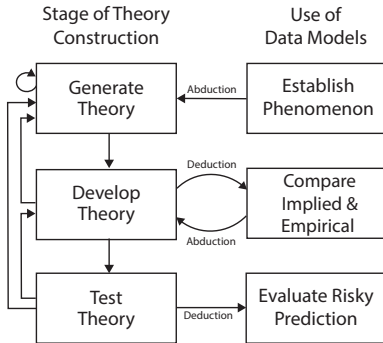 Stage of Theory
Construction
Use of
Data Models
Generate
Theory
Abduction
Establish
Phenomenon
Develop
Theory
Deduction
Abduction
Compare
Implied &
Empirical
Test
Theory
Deduction
Evaluate Risky
Prediction